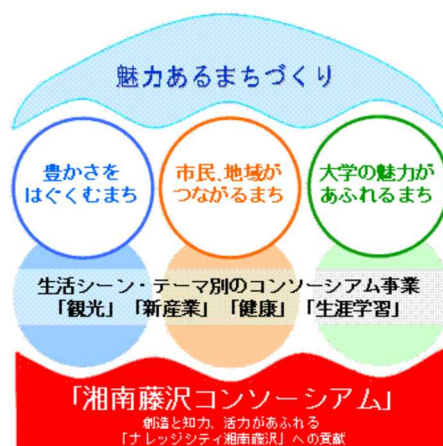 魅力あるまちづくり
豊かさを
はぐくむまち
市民、地域が
つながるまち
大学の魅力が
あふれるまち
生活シーン・テーマ別のコンソーシアム事業
「観光」「新産業」「健康」「生涯学習」
「湘南藤沢コンソーシアム」
創造と知力、活力があふれる
「ナレッジシティ湘南藤沢」への貢献